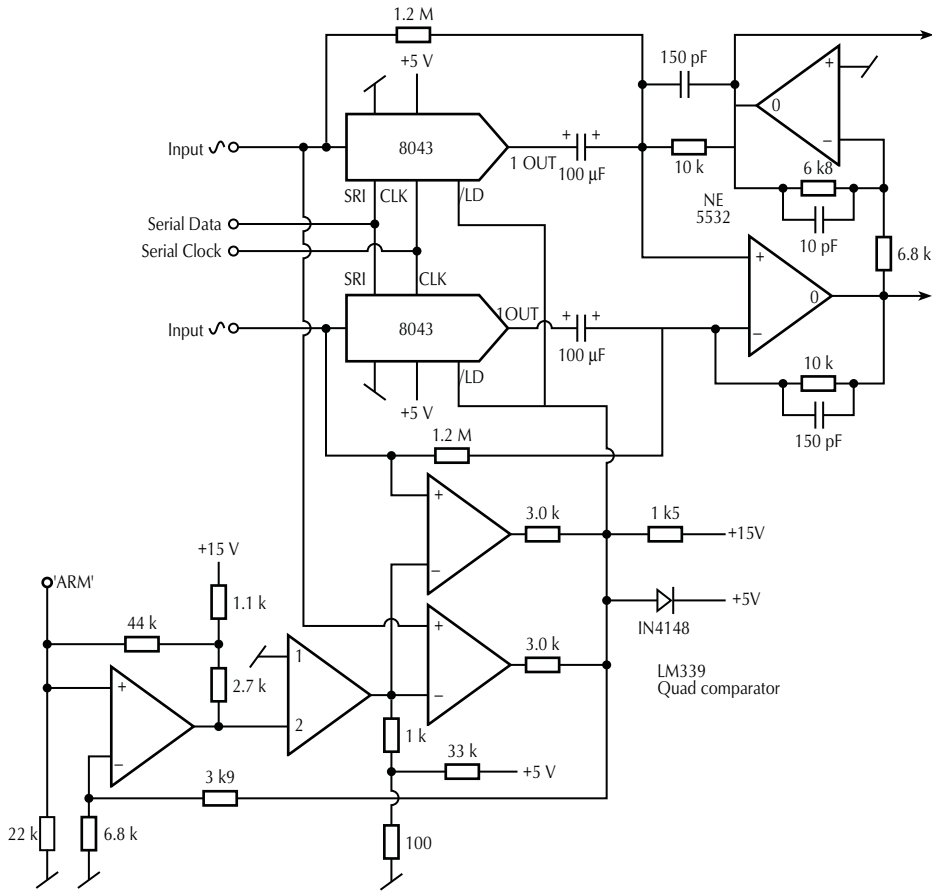 1.2 M
+5 V
150 pF
+
0
−
Input
8043
1 OUT
+ +
100 µF
10 k
6 k8
NE
5532
10 pF
SRI CLK /LD
Serial Data
Serial Clock
6.8 k
SRI CLK
+
0
−
Input
8043
1OUT
+ +
100 µF
/LD
+5 V
10 k
150 pF
1.2 M
+
−
3.0 k
1 k5
+15V
+15 V
'ARM'
1.1 k
+5V
IN4148
44 k
+
−
3.0 k
LM339
Quad comparator
2.7 k
1
2
+
−
1 k
33 k
+5 V
3 k9
22 k
6.8 k
100